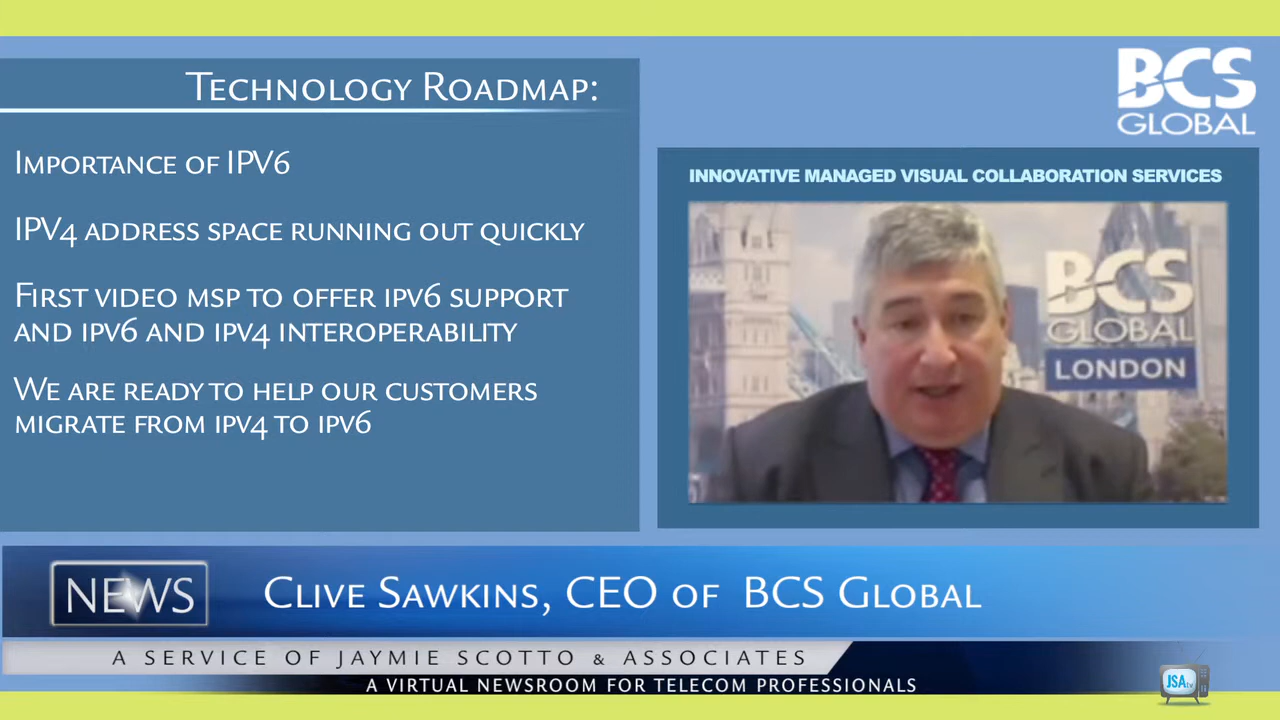 Technology Roadmap:
Importance of IPV6
IPV4 address space running out quickly
First video msp to offer ipv6 support
and ipv6 and ipv4 interoperability
We are ready to help our customers
migrate from ipv4 to ipv6
BCS
GLOBAL
INNOVATIVE MANAGED VISUAL COLLABORATION SERVICES
BCS
GLOBAL
LONDON
NEWS
Clive Sawkins, CEO of BCS Global
A SERVICE OF JAYMIE SCOTTO & ASSOCIATES
A VIRTUAL NEWSROOM FOR TELECOM PROFESSIONALS
JSAtv